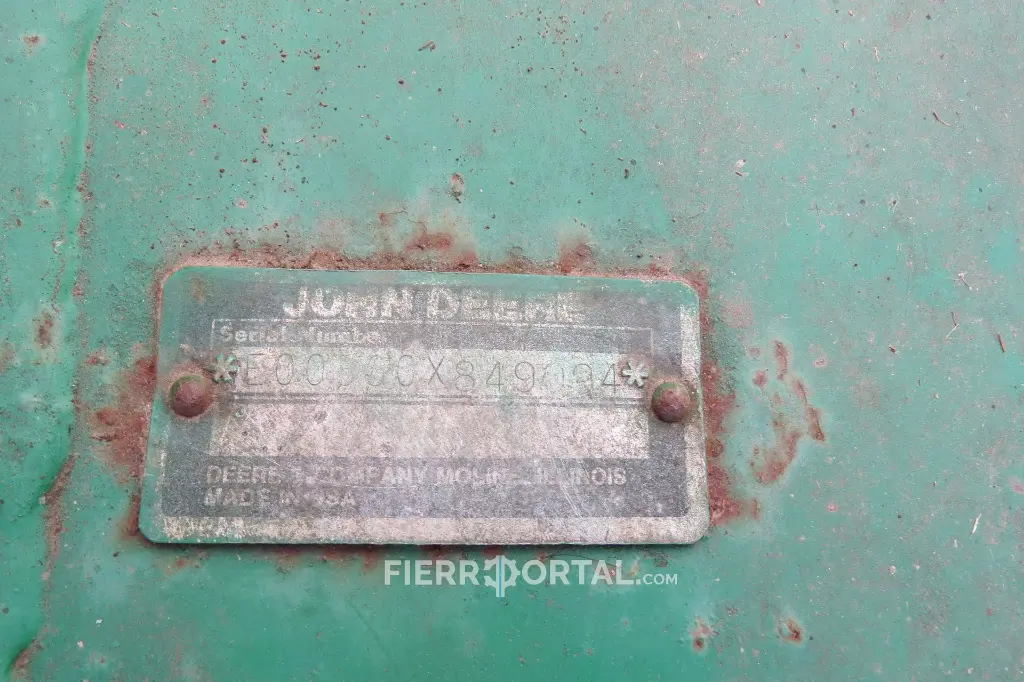 JOHN DEERE
Serial Number
DEERE & COMPANY MOLINE, ILLINOIS
MADE IN USA
FIERROPORTAL.COM